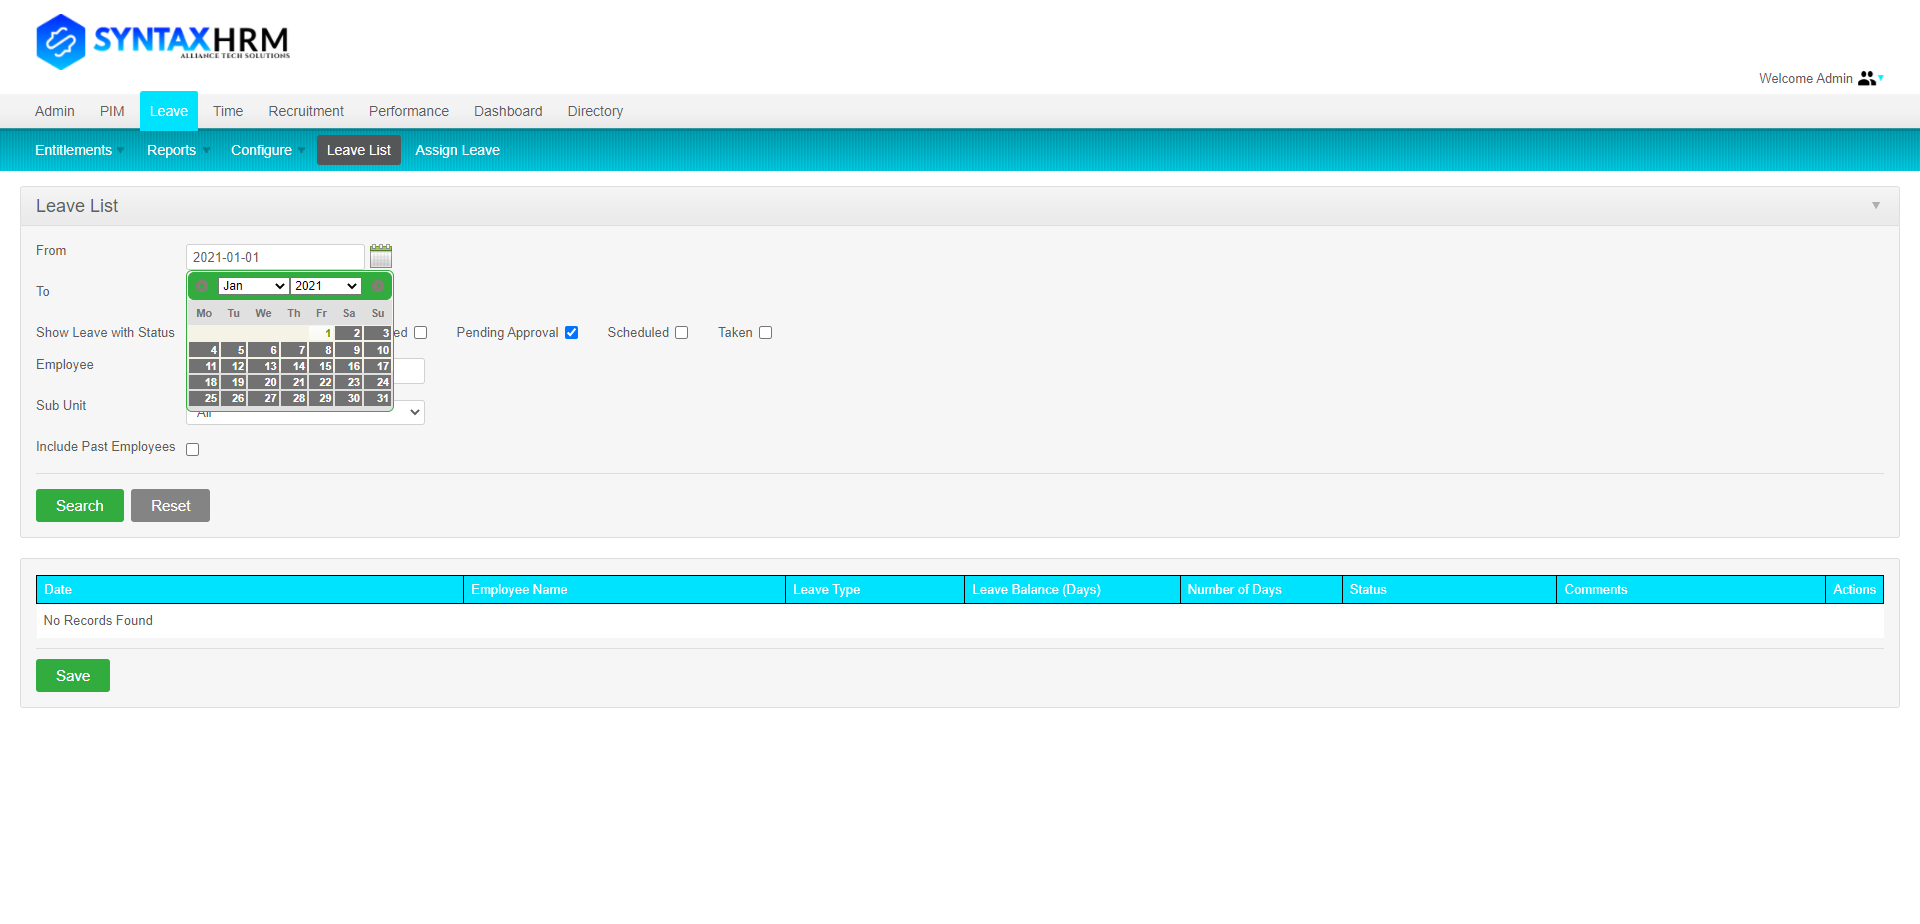 SYNTAXHRM
ALLIANCE TECH SOLUTIONS
Welcome Admin
Admin PIM Leave Time Recruitment Performance Dashboard Directory
Entitlements Reports Configure Leave List Assign Leave
Leave List
From 2021-01-01
Jan 2021
To
Mo Tu We Th Fr Sa Su
Show Leave with Status ed Pending Approval Scheduled Taken
1 2 3
4 5 6 7 8 9 10
Employee
11 12 13 14 15 16 17
18 19 20 21 22 23 24
25 26 27 28 29 30 31
Sub Unit All
Include Past Employees
Search Reset
Date Employee Name Leave Type Leave Balance (Days) Number of Days Status Comments Actions
No Records Found
Save